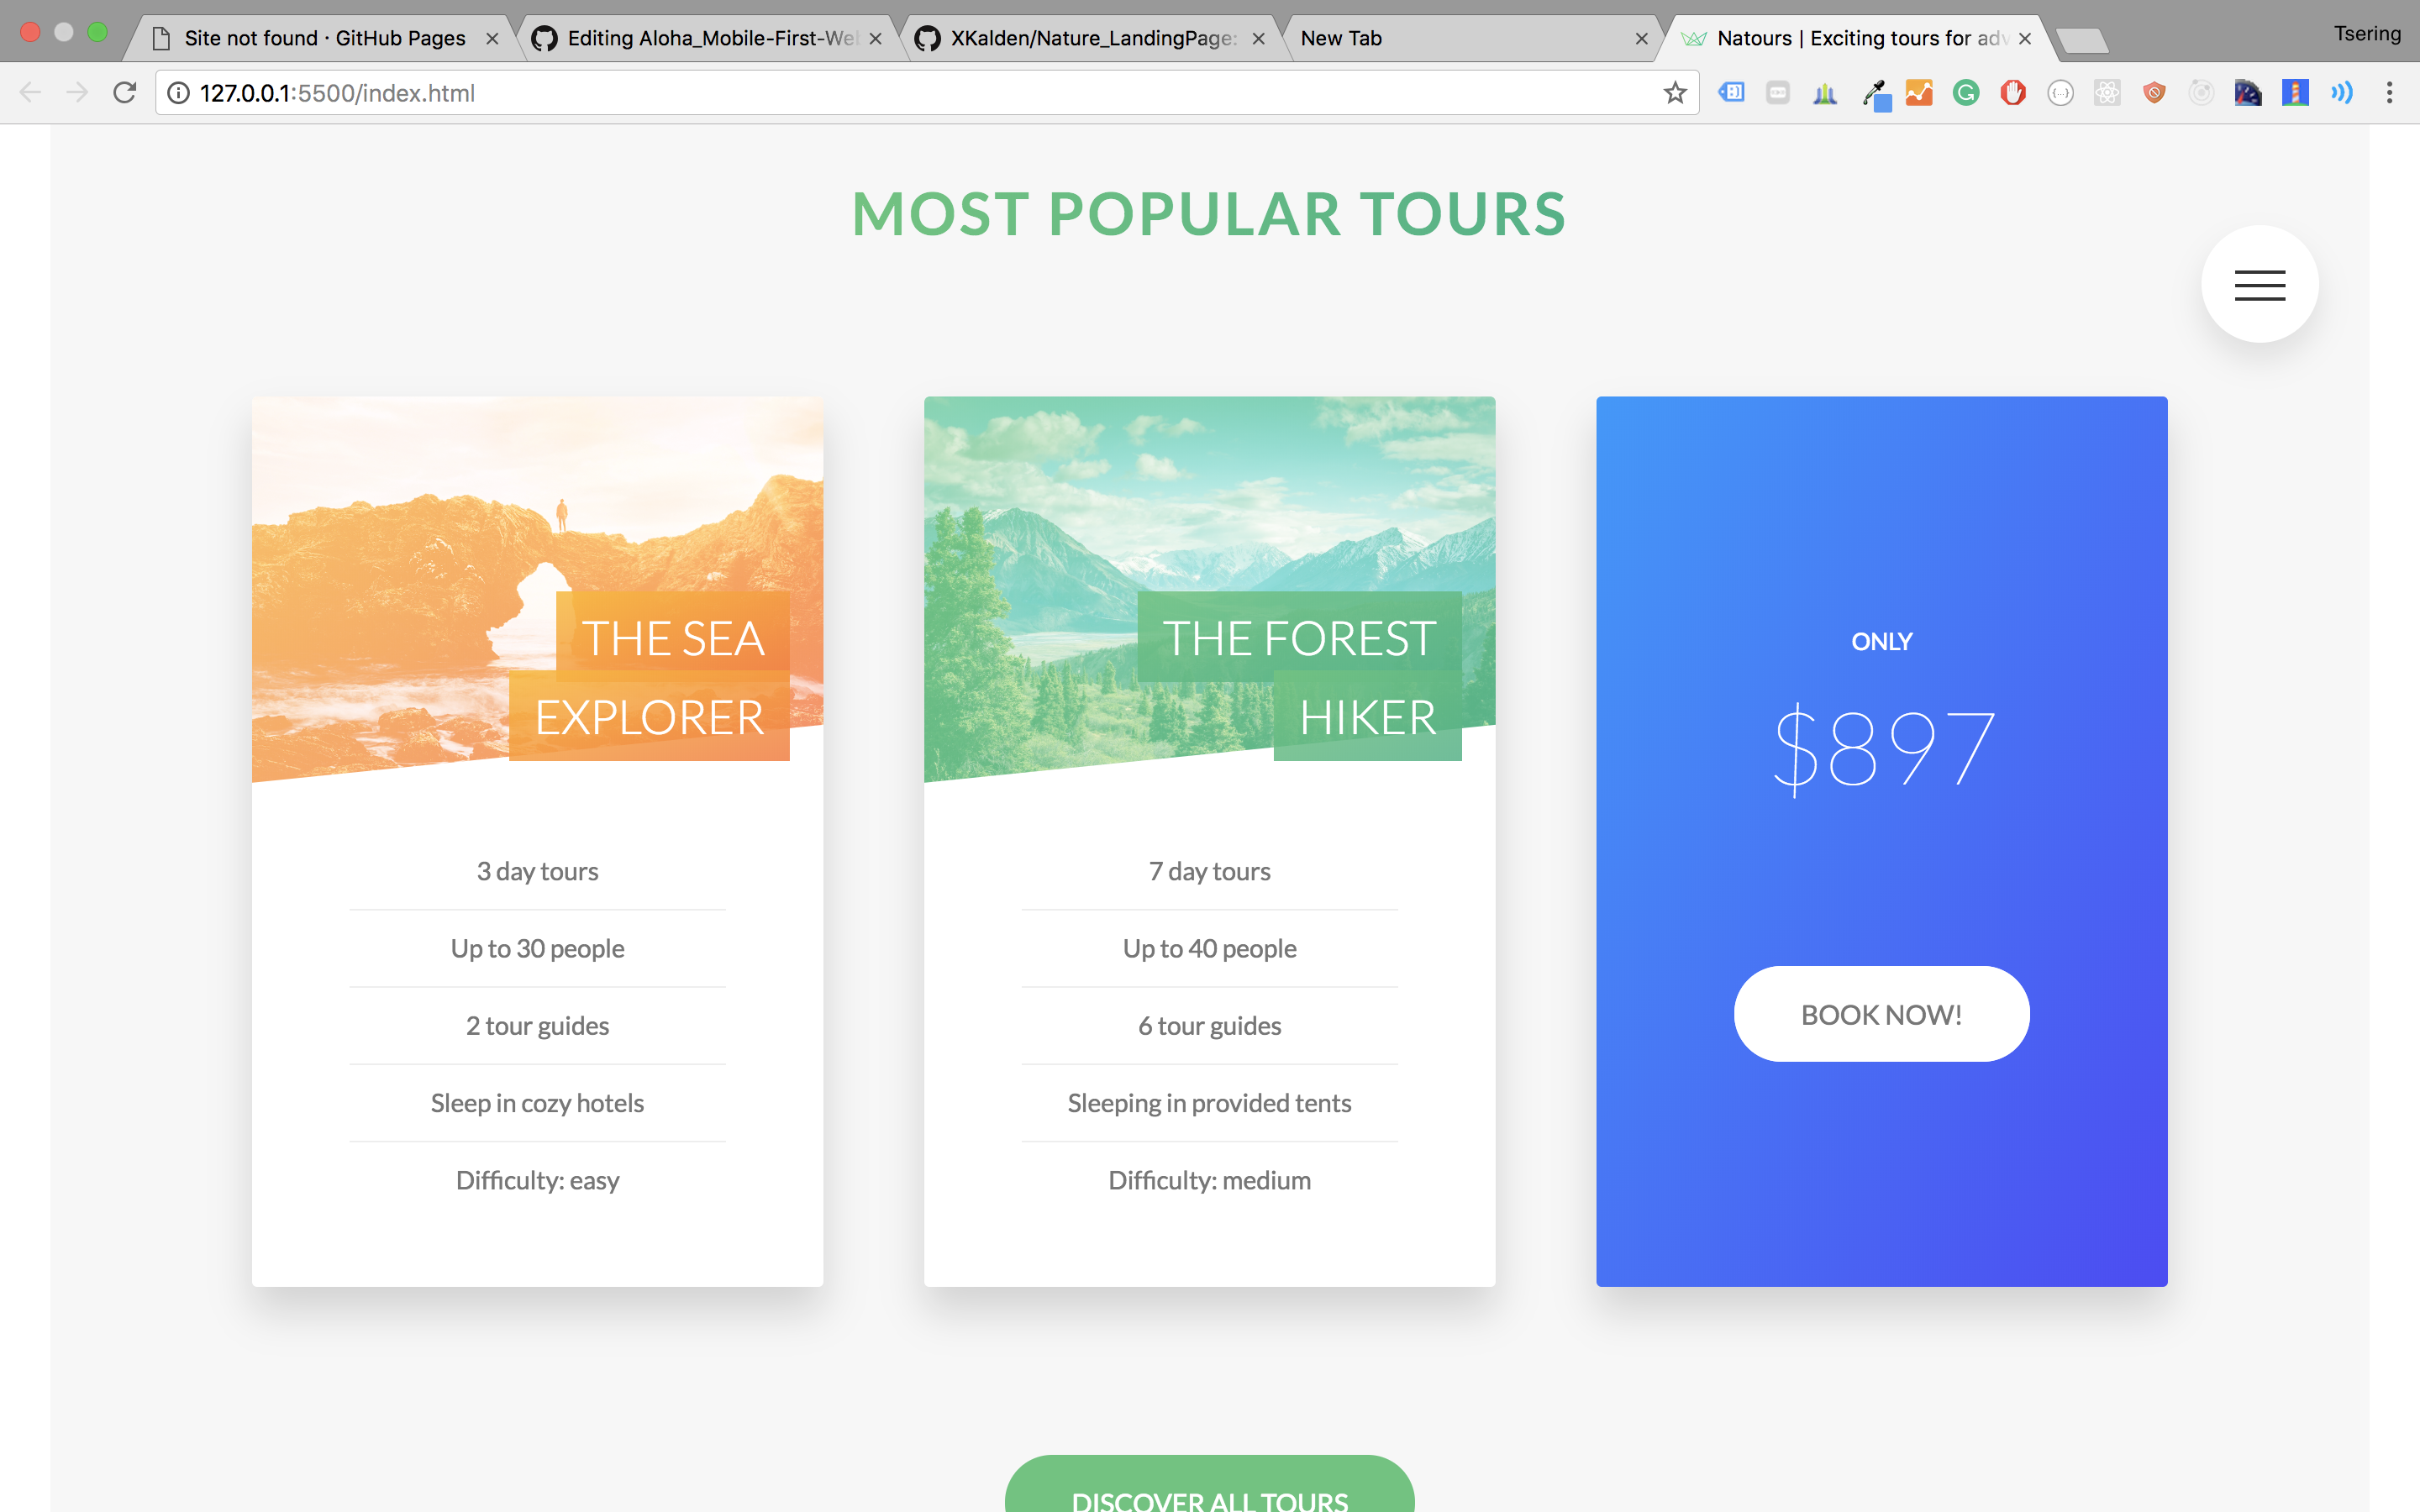 Site not found · GitHub Pages
Editing Aloha_Mobile-First-We
XKalden/Nature_LandingPage:
New Tab
Natours | Exciting tours for adv
Tsering
127.0.0.1:5500/index.html
MOST POPULAR TOURS
THE SEA
EXPLORER
3 day tours
Up to 30 people
2 tour guides
Sleep in cozy hotels
Difficulty: easy
THE FOREST
HIKER
7 day tours
Up to 40 people
6 tour guides
Sleeping in provided tents
Difficulty: medium
ONLY
$897
BOOK NOW!
DISCOVER ALL TOURS